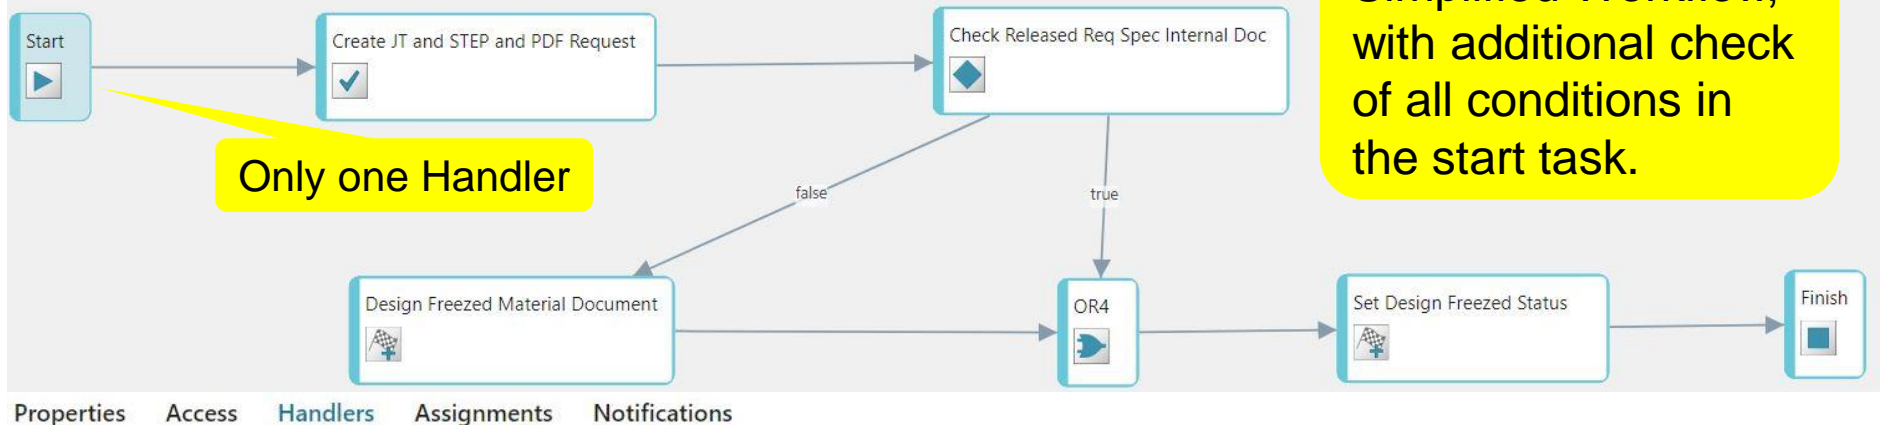 Simplified Workflow,
with additional check
of all conditions in
the start task.
Start
Create JT and STEP and PDF Request
Check Released Req Spec Internal Doc
Only one Handler
false
true
Design Freezed Material Document
OR4
Set Design Freezed Status
Finish
Properties Access Handlers Assignments Notifications